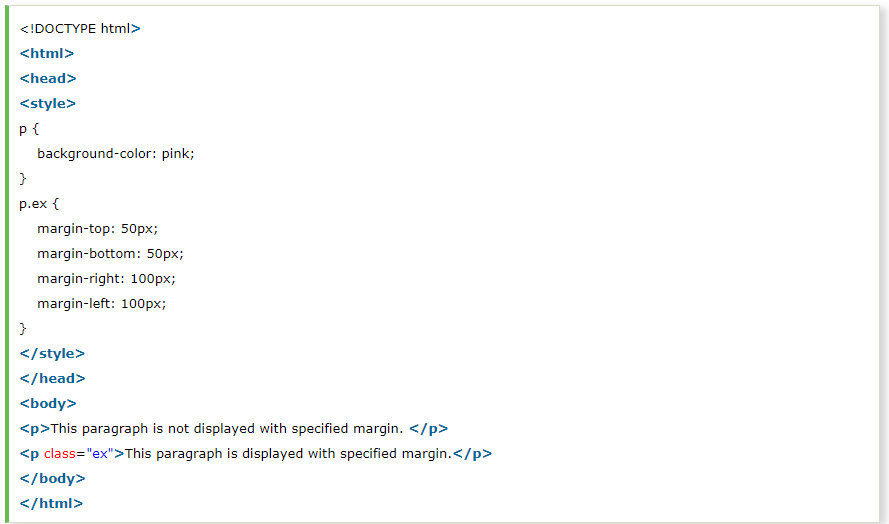 <!DOCTYPE html>
<html>
<head>
<style>
p {
    background-color: pink;
}
p.ex {
    margin-top: 50px;
    margin-bottom: 50px;
    margin-right: 100px;
    margin-left: 100px;
}
</style>
</head>
<body>
<p>This paragraph is not displayed with specified margin. </p>
<p class="ex">This paragraph is displayed with specified margin.</p>
</body>
</html>